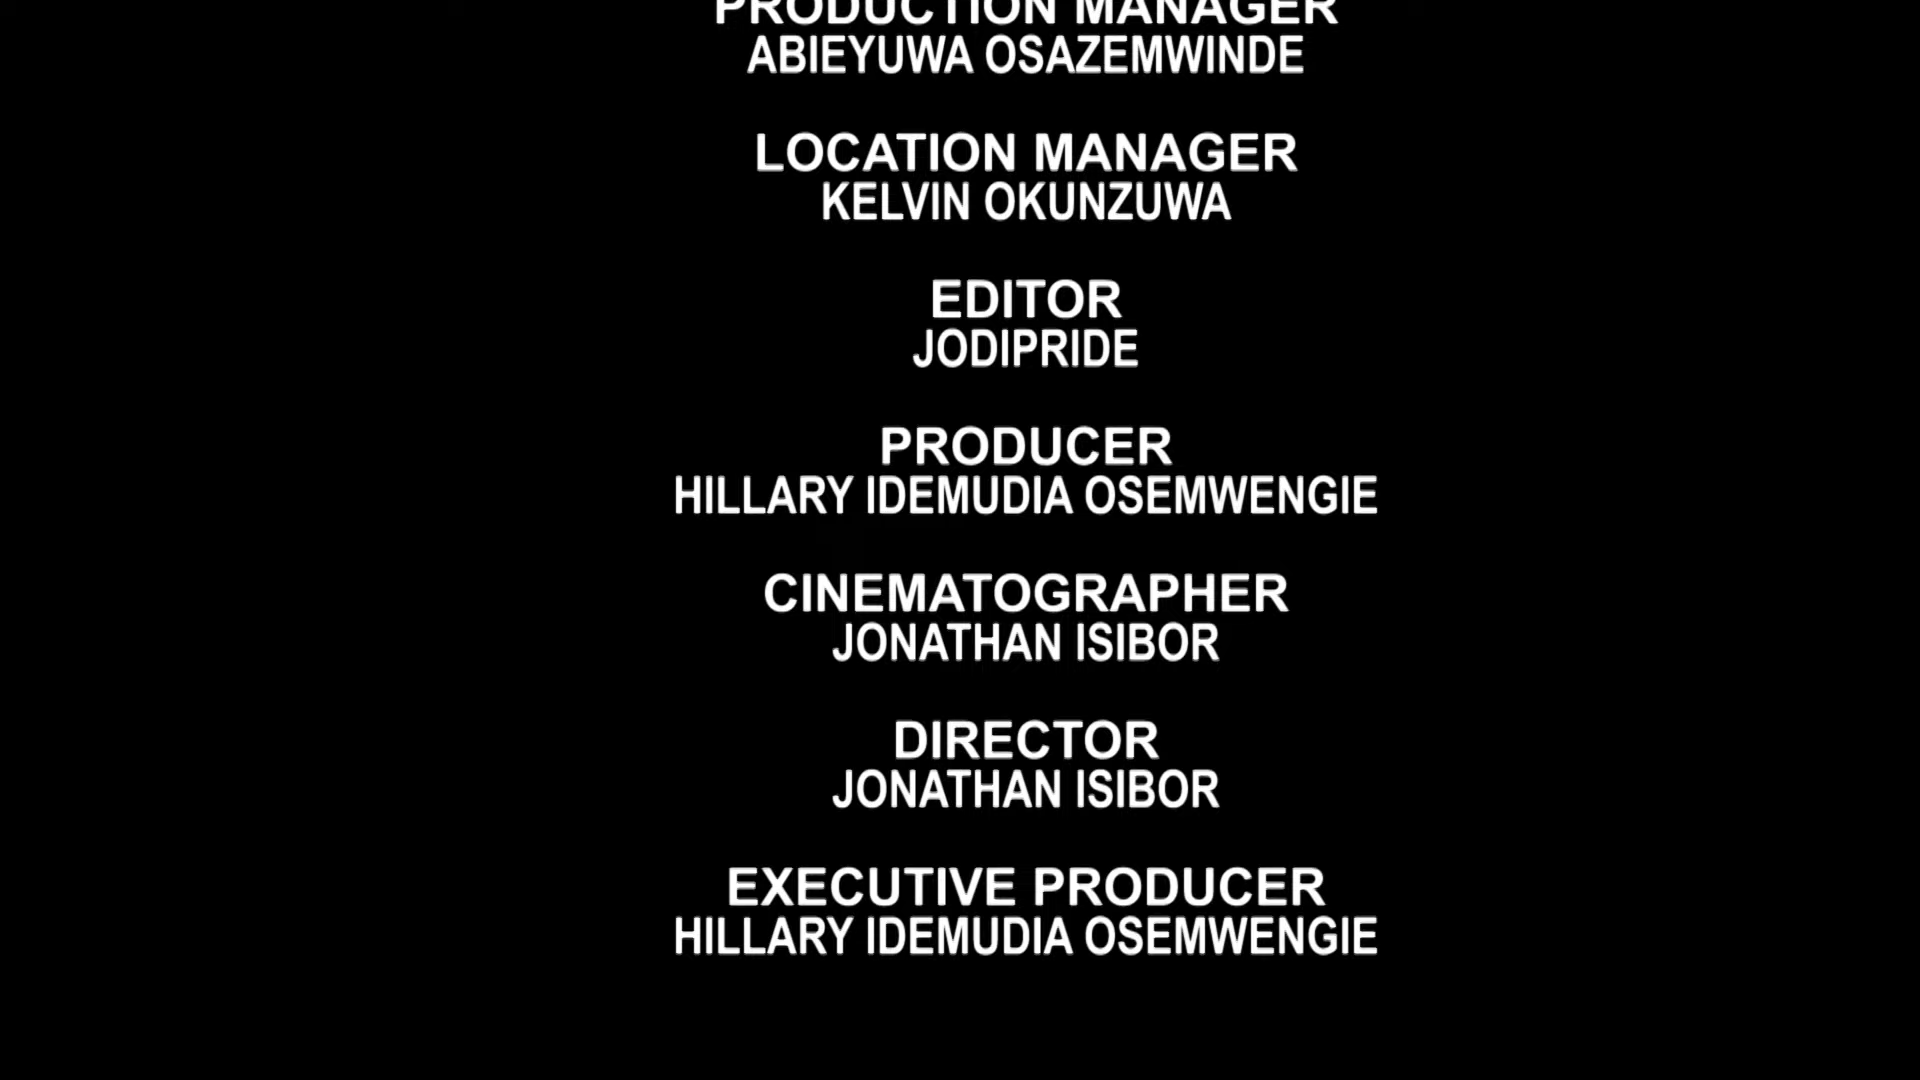 PRODUCTION MANAGER
ABIEYUWA OSAZEMWINDE
LOCATION MANAGER
KELVIN OKUNZUWA
EDITOR
JODIPRIDE
PRODUCER
HILLARY IDEMUDIA OSEMWENGIE
CINEMATOGRAPHER
JONATHAN ISIBOR
DIRECTOR
JONATHAN ISIBOR
EXECUTIVE PRODUCER
HILLARY IDEMUDIA OSEMWENGIE